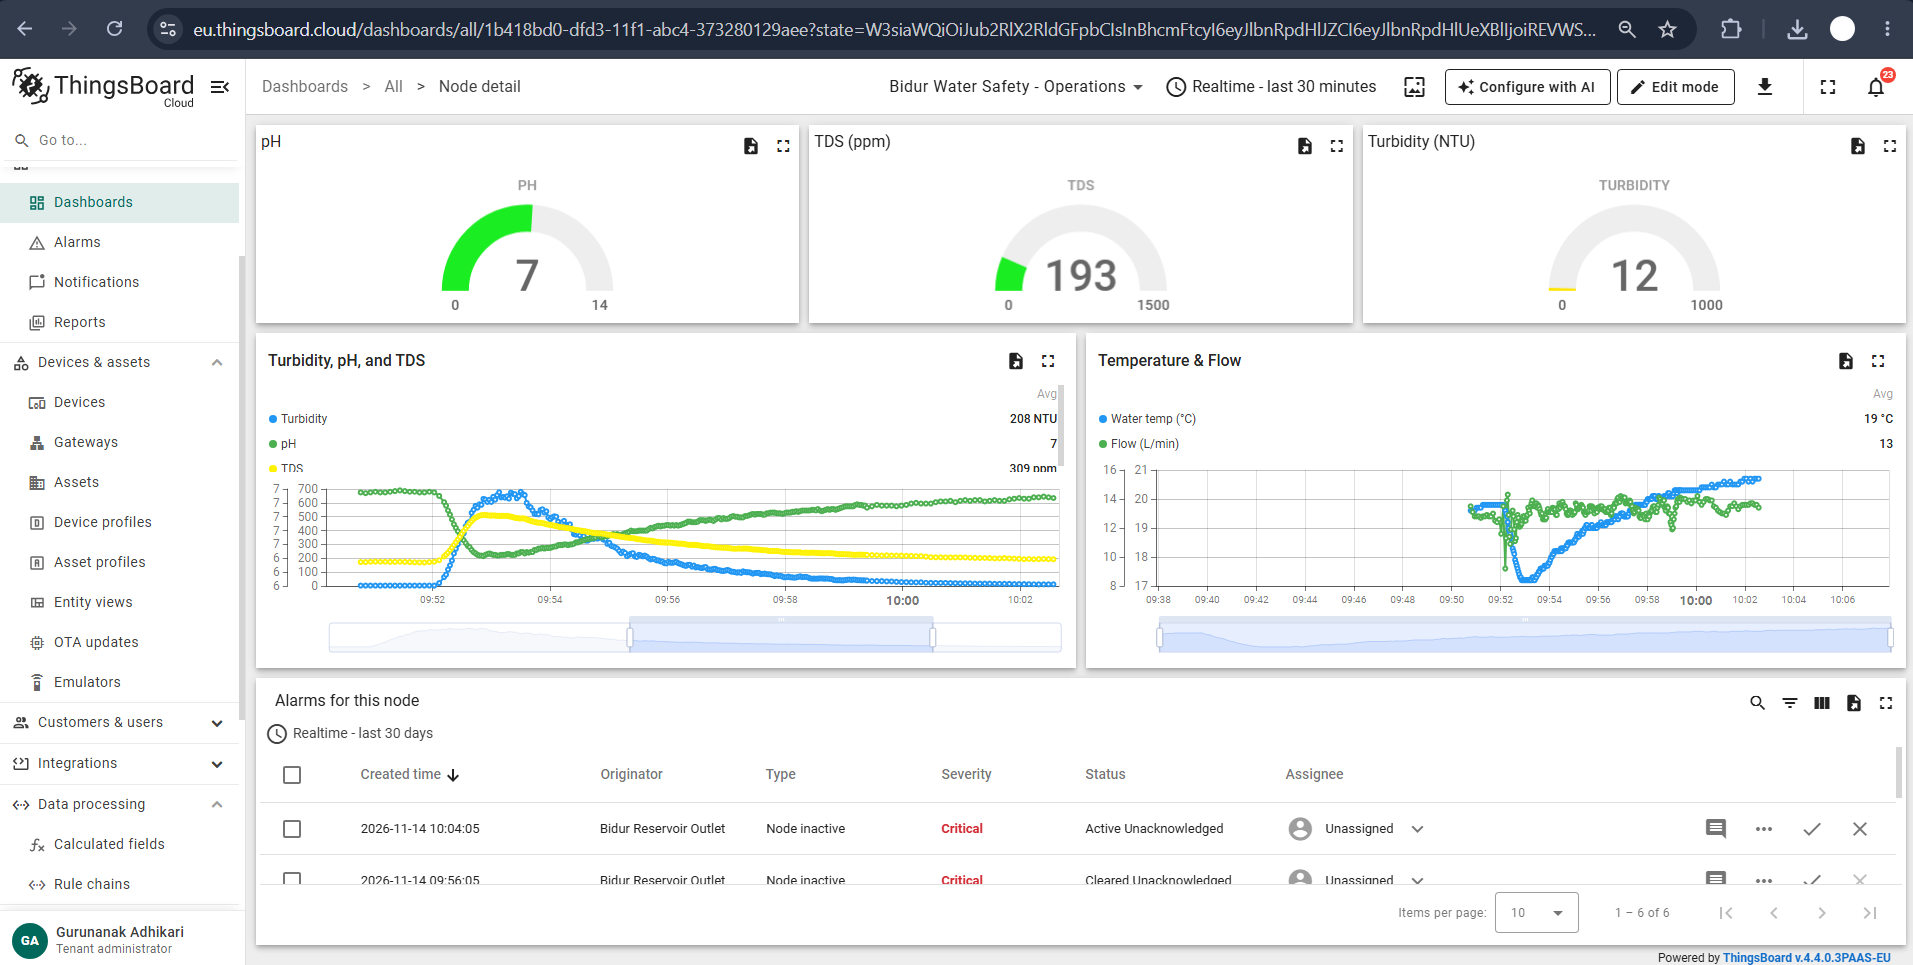 eu.thingsboard.cloud/dashboards/all/1b418bd0-dfd3-11f1-abc4-373280129aee?state=W3siaWQiOiJub2RlX2RldGFpbCIsInBhcmFtcyI6eyJlbnRpdHlJZCI6eyJlbnRpdHlUeXBlIjoiREVWS...
ThingsBoard
Cloud
Dashboards > All > Node detail
Bidur Water Safety - Operations
Realtime - last 30 minutes
Configure with AI
Edit mode
23
Go to...
Dashboards
Alarms
Notifications
Reports
Devices & assets
Devices
Gateways
Assets
Device profiles
Asset profiles
Entity views
OTA updates
Emulators
Customers & users
Integrations
Data processing
Calculated fields
Rule chains
GA
Gurunanak Adhikari
Tenant administrator
pH
PH
7
0 14
TDS (ppm)
TDS
193
0 1500
Turbidity (NTU)
TURBIDITY
12
0 1000
Turbidity, pH, and TDS
Avg
Turbidity 208 NTU
pH 7
TDS 309 ppm
7 700
7 600
7 500
7 400
7 300
6 200
6 100
6 0
09:52 09:54 09:56 09:58 10:00 10:02
Temperature & Flow
Avg
Water temp (°C) 19 °C
Flow (L/min) 13
16 21
14 20
12 19
10 18
8 17
09:38 09:40 09:42 09:44 09:46 09:48 09:50 09:52 09:54 09:56 09:58 10:00 10:02 10:04 10:06
Alarms for this node
Realtime - last 30 days
Created time Originator Type Severity Status Assignee
2026-11-14 10:04:05 Bidur Reservoir Outlet Node inactive Critical Active Unacknowledged Unassigned
2026-11-14 09:56:05 Bidur Reservoir Outlet Node inactive Critical Cleared Unacknowledged Unassigned
Items per page: 10 1 – 6 of 6
Powered by ThingsBoard v.4.4.0.3PAAS-EU